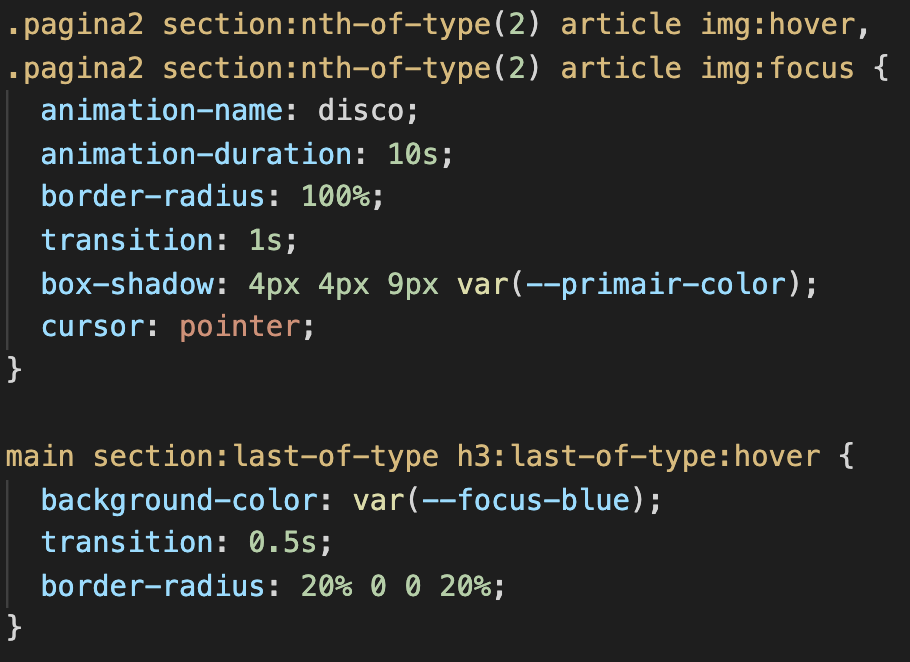 .pagina2 section:nth-of-type(2) article img:hover,
.pagina2 section:nth-of-type(2) article img:focus {
  animation-name: disco;
  animation-duration: 10s;
  border-radius: 100%;
  transition: 1s;
  box-shadow: 4px 4px 9px var(--primair-color);
  cursor: pointer;
}

main section:last-of-type h3:last-of-type:hover {
  background-color: var(--focus-blue);
  transition: 0.5s;
  border-radius: 20% 0 0 20%;
}